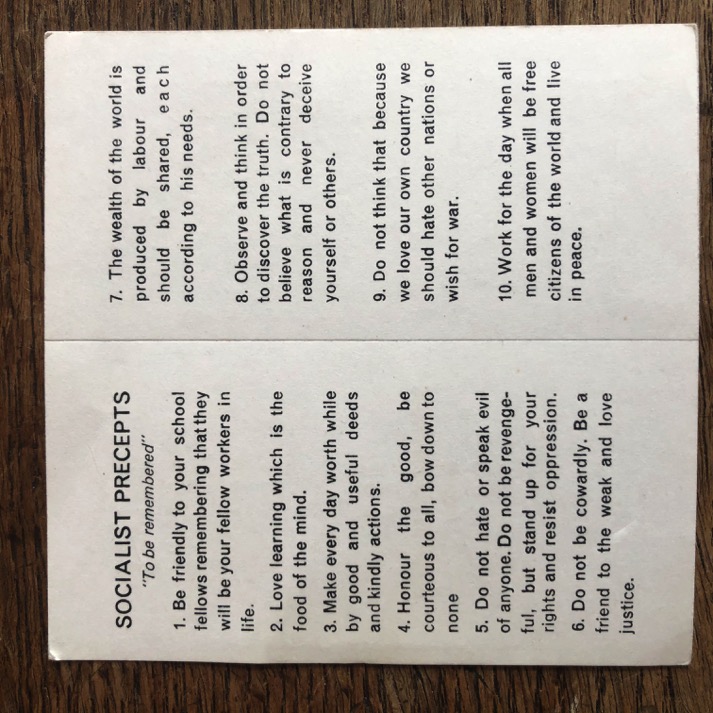 SOCIALIST PRECEPTS
"To be remembered"
1. Be friendly to your school
fellows remembering that they
will be your fellow workers in
life.
2. Love learning which is the
food of the mind.
3. Make every day worth while
by good and useful deeds
and kindly actions.
4. Honour the good, be
courteous to all, bow down to
none
5. Do not hate or speak evil
of anyone. Do not be revenge-
ful, but stand up for your
rights and resist oppression.
6. Do not be cowardly. Be a
friend to the weak and love
justice.
7. The wealth of the world is
produced by labour and
should be shared, each
according to his needs.
8. Observe and think in order
to discover the truth. Do not
believe what is contrary to
reason and never deceive
yourself or others.
9. Do not think that because
we love our own country we
should hate other nations or
wish for war.
10. Work for the day when all
men and women will be free
citizens of the world and live
in peace.